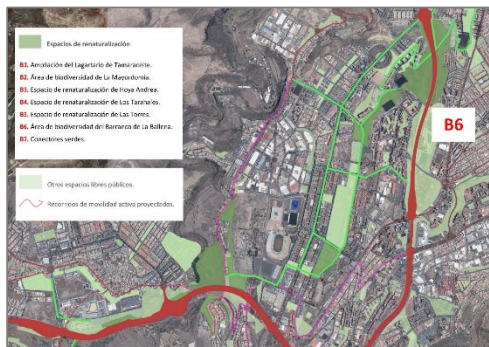 Espacios de renaturalización
B1. Ampliación del Lagartario de Tamaraceite.
B2. Área de biodiversidad de La Mayordomía.
B3. Espacio de renaturalización de Hoya Andrea.
B4. Espacio de renaturalización de Los Tarahales.
B5. Espacio de renaturalización de Las Torres.
B6. Área de biodiversidad del Barranco de La Ballena.
B7. Conectores verdes.
B6
Otros espacios libres públicos.
Recorridos de movilidad activa proyectados.